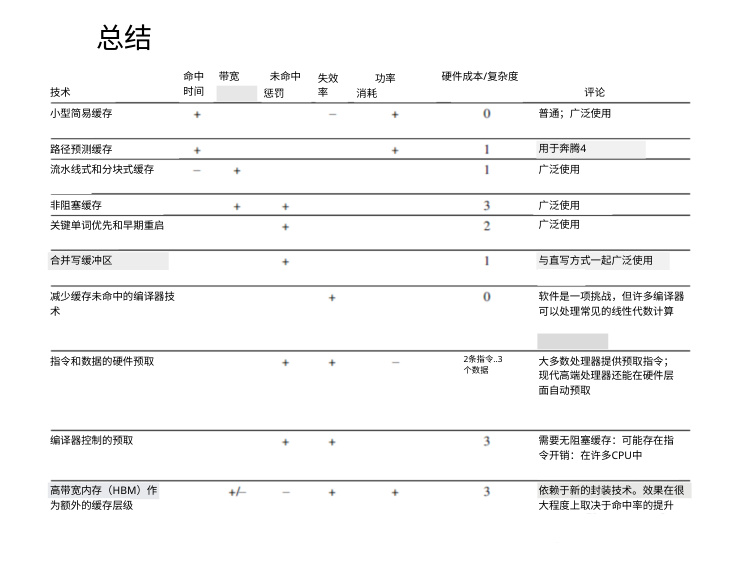 总结
技术 命中时间 带宽 未命中惩罚 失效率 功率消耗 硬件成本/复杂度 评论
小型简易缓存 + – + 0 普通；广泛使用
路径预测缓存 + + 1 用于奔腾4
流水线式和分块式缓存 – + 1 广泛使用
非阻塞缓存 + + 3 广泛使用
关键单词优先和早期重启 + 2 广泛使用
合并写缓冲区 + 1 与直写方式一起广泛使用
减少缓存未命中的编译器技 + 0 软件是一项挑战，但许多编译器
术 可以处理常见的线性代数计算
指令和数据的硬件预取 + + – 2条指令..3 大多数处理器提供预取指令；
个数据 现代高端处理器还能在硬件层
面自动预取
编译器控制的预取 + + 3 需要无阻塞缓存：可能存在指
令开销：在许多CPU中
高带宽内存（HBM）作 +/– – + + 3 依赖于新的封装技术。效果在很
为额外的缓存层级 大程度上取决于命中率的提升